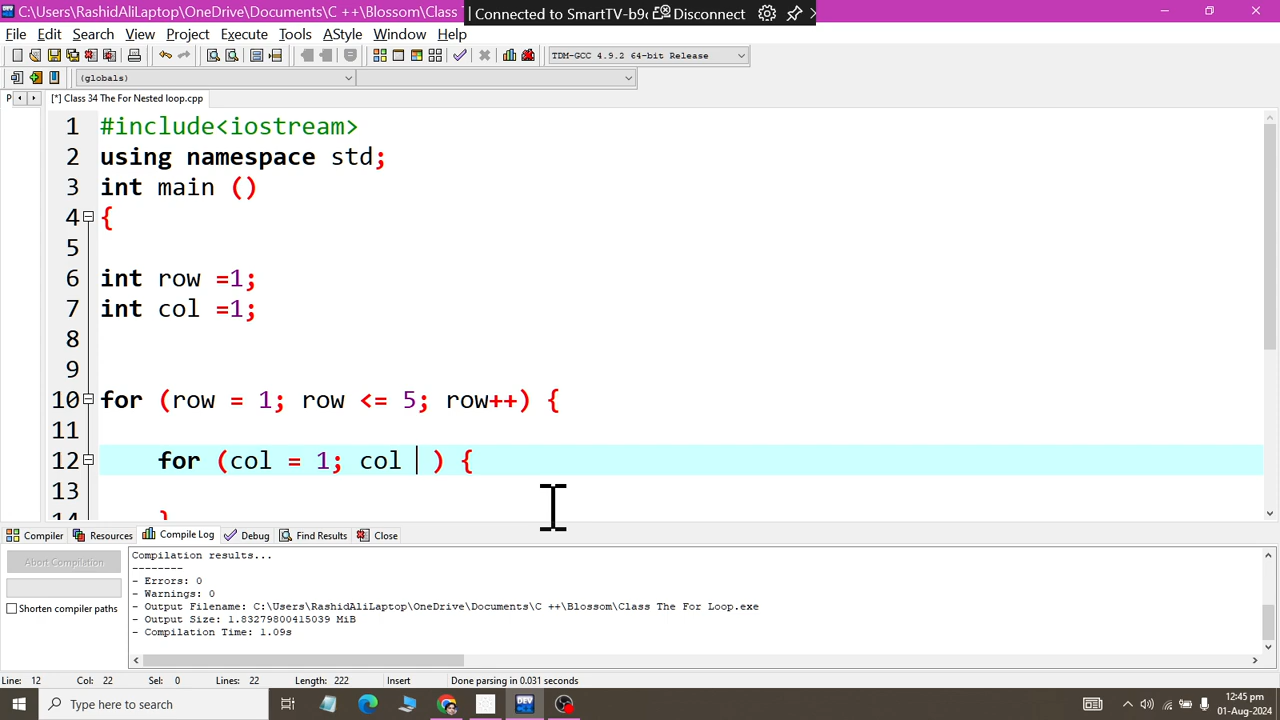 C:\Users\RashidAliLaptop\OneDrive\Documents\C ++\Blossom\Class
Connected to SmartTV-b9 Disconnect
File Edit Search View Project Execute Tools AStyle Window Help
TDM-GCC 4.9.2 64-bit Release
(globals)
P [*] Class 34 The For Nested loop.cpp
1 #include<iostream>
2 using namespace std;
3 int main ()
4 {
5
6 int row =1;
7 int col =1;
8
9
10 for (row = 1; row <= 5; row++) {
11
12 for (col = 1; col ) {
13
14 }
Compiler Resources Compile Log Debug Find Results Close
Abort Compilation
Shorten compiler paths
Compilation results...
--------
- Errors: 0
- Warnings: 0
- Output Filename: C:\Users\RashidAliLaptop\OneDrive\Documents\C ++\Blossom\Class The For Loop.exe
- Output Size: 1.83279800415039 MiB
- Compilation Time: 1.09s
Line: 12 Col: 22 Sel: 0 Lines: 22 Length: 222 Insert Done parsing in 0.031 seconds
Type here to search
DEV
12:45 pm
01-Aug-2024